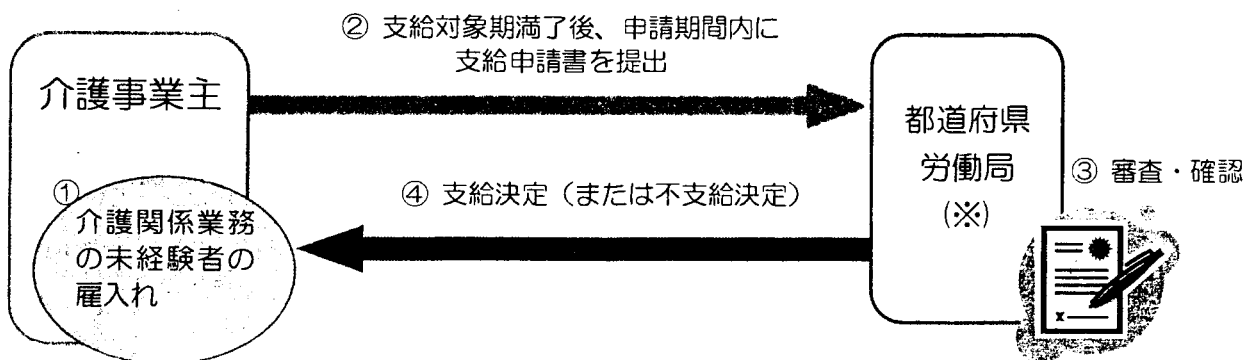 ② 支給対象期満了後、申請期間内に
支給申請書を提出
介護事業主
①
介護関係業務
の未経験者の
雇入れ
④ 支給決定（または不支給決定）
都道府県
労働局
(※)
③ 審査・確認
x